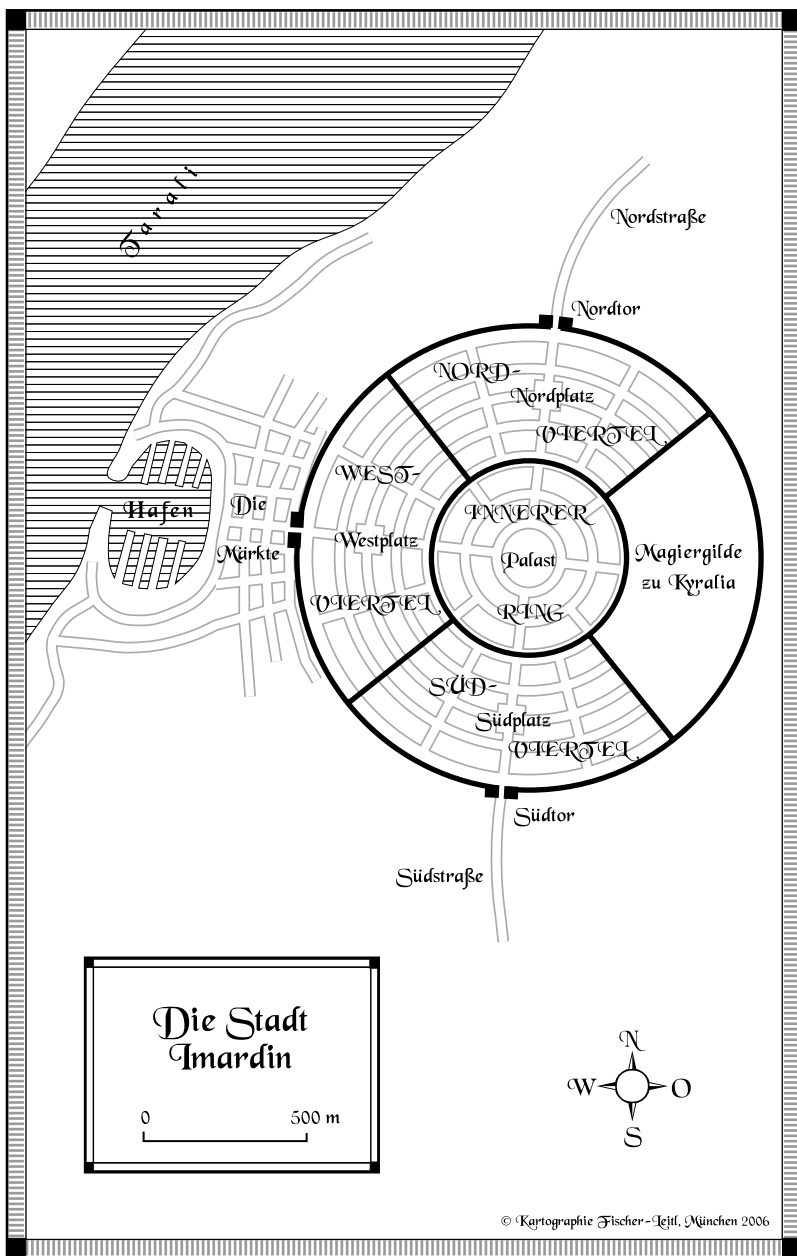 Tarali
Nordstraße
Nordtor
NORD-
Nordplatz
VIERTEL
WEST-
Hafen
Die
Märkte
Westplatz
VIERTEL
INNERER
Palast
RING
Magiergilde
zu Kyralia
SÜD-
Südplatz
VIERTEL
Südtor
Südstraße
Die Stadt
Imardin
0 500 m
N
W O
S
© Kartographie Fischer-Leitl, München 2006